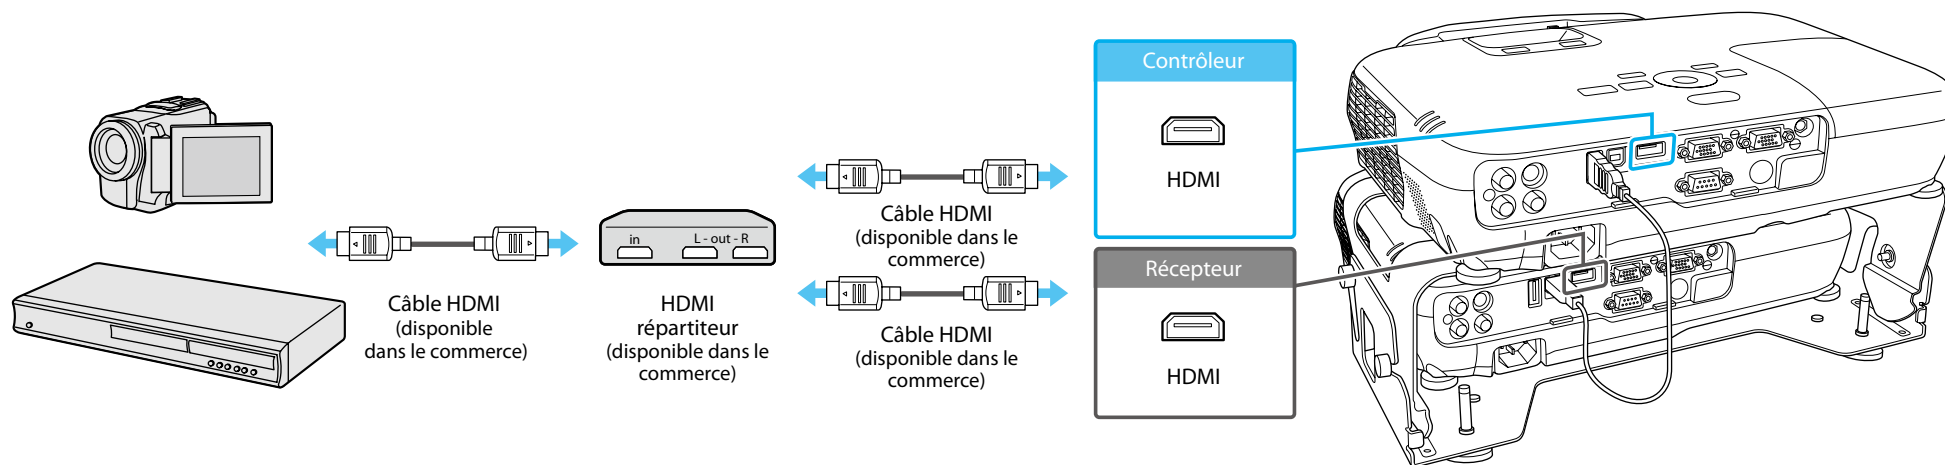 Câble HDMI
(disponible
dans le commerce)
in
L - out - R
HDMI
répartiteur
(disponible dans le
commerce)
Câble HDMI
(disponible dans le
commerce)
Câble HDMI
(disponible dans le
commerce)
Contrôleur
HDMI
Récepteur
HDMI